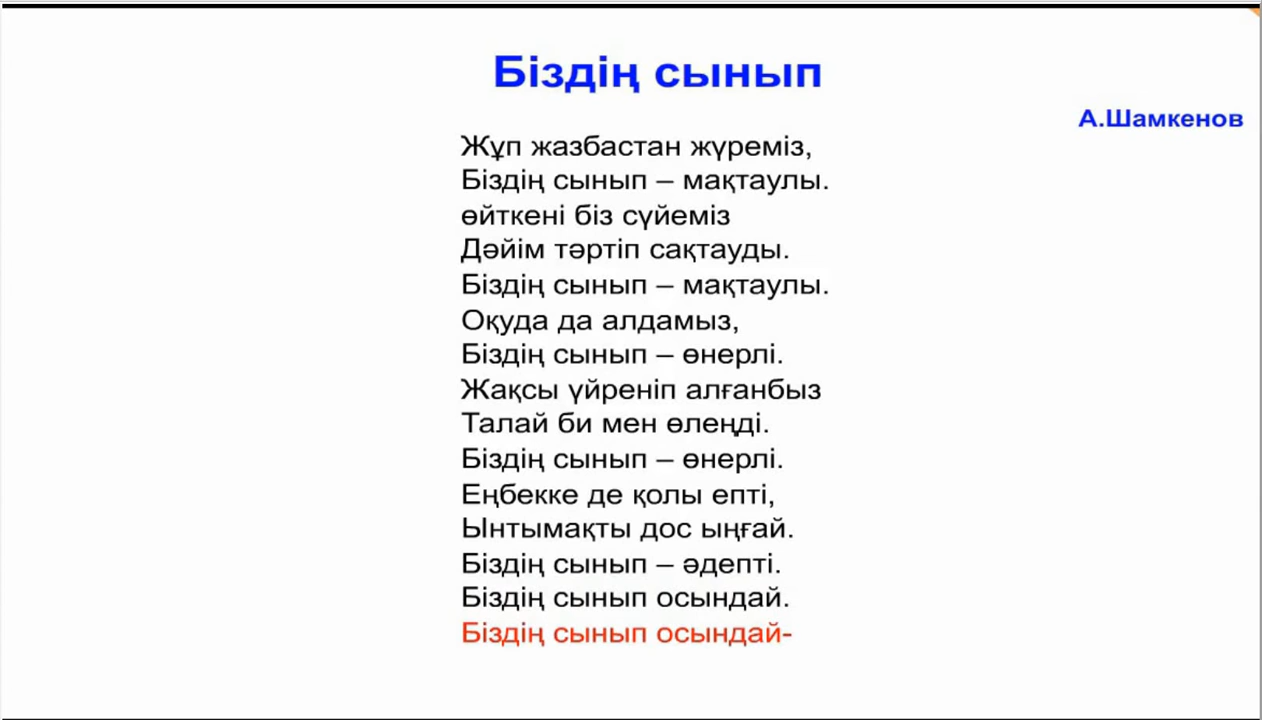 Біздің сынып
А.Шамкенов
Жұп жазбастан жүреміз,
Біздің сынып – мақтаулы.
өйткені біз сүйеміз
Дәйім тәртіп сақтауды.
Біздің сынып – мақтаулы.
Оқуда да алдамыз,
Біздің сынып – өнерлі.
Жақсы үйреніп алғанбыз
Талай би мен өлеңді.
Біздің сынып – өнерлі.
Еңбекке де қолы епті,
Ынтымақты дос ыңғай.
Біздің сынып – әдепті.
Біздің сынып осындай.
Біздің сынып осындай-